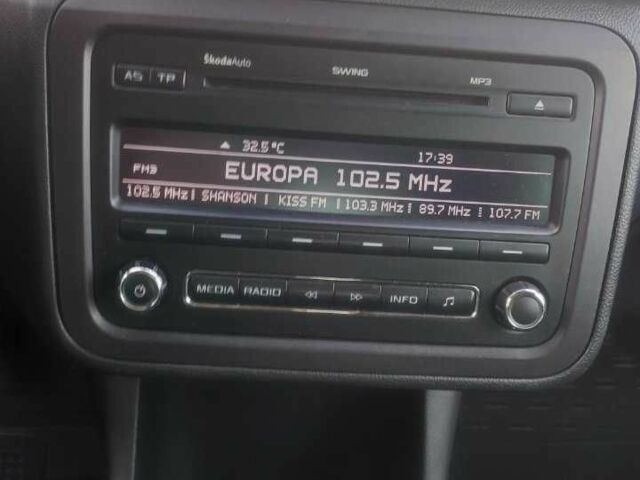 ŠkodaAuto SWING MP3
AS TP
32.5°C 17:39
FM3 EUROPA 102.5 MHz
102.5 MHz SHANSON KISS FM 103.3 MHz 89.7 MHz 107.7 FM
MEDIA RADIO INFO